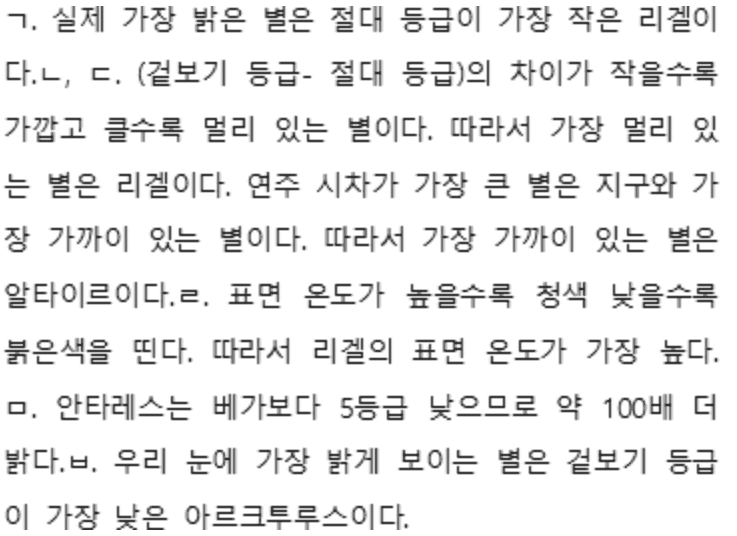 ㄱ. 실제 가장 밝은 별은 절대 등급이 가장 작은 리겔이
다.ㄴ, ㄷ. (겉보기 등급- 절대 등급)의 차이가 작을수록
가깝고 클수록 멀리 있는 별이다. 따라서 가장 멀리 있
는 별은 리겔이다. 연주 시차가 가장 큰 별은 지구와 가
장 가까이 있는 별이다. 따라서 가장 가까이 있는 별은
알타이르이다.ㄹ. 표면 온도가 높을수록 청색 낮을수록
붉은색을 띤다. 따라서 리겔의 표면 온도가 가장 높다.
ㅁ. 안타레스는 베가보다 5등급 낮으므로 약 100배 더
밝다.ㅂ. 우리 눈에 가장 밝게 보이는 별은 겉보기 등급
이 가장 낮은 아르크투루스이다.